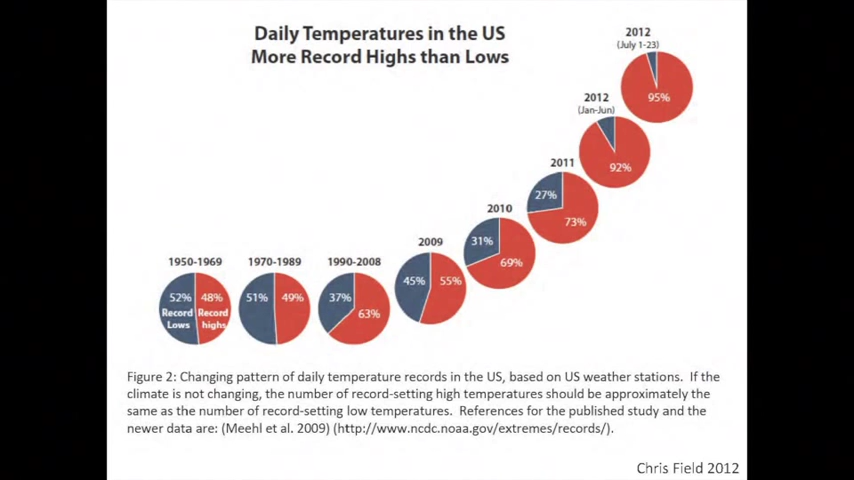 Daily Temperatures in the US
More Record Highs than Lows
2012
(July 1-23)
95%
2012
(Jan-Jun)
92%
2011
27%
73%
2010
31%
69%
2009
45%
55%
1950-1969
52%
48%
Record
Lows
Record
highs
1970-1989
51%
49%
1990-2008
37%
63%
Figure 2: Changing pattern of daily temperature records in the US, based on US weather stations. If the
climate is not changing, the number of record-setting high temperatures should be approximately the
same as the number of record-setting low temperatures. References for the published study and the
newer data are: (Meehl et al. 2009) (http://www.ncdc.noaa.gov/extremes/records/).
Chris Field 2012